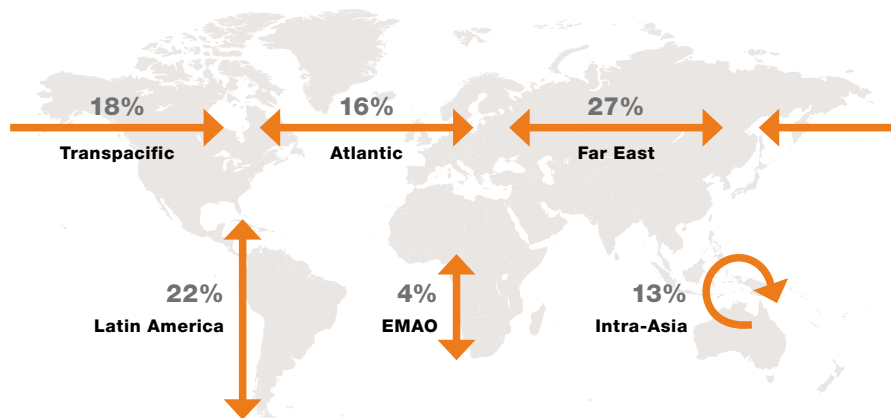 18%
Transpacific
16%
Atlantic
27%
Far East
22%
Latin America
4%
EMAO
13%
Intra-Asia